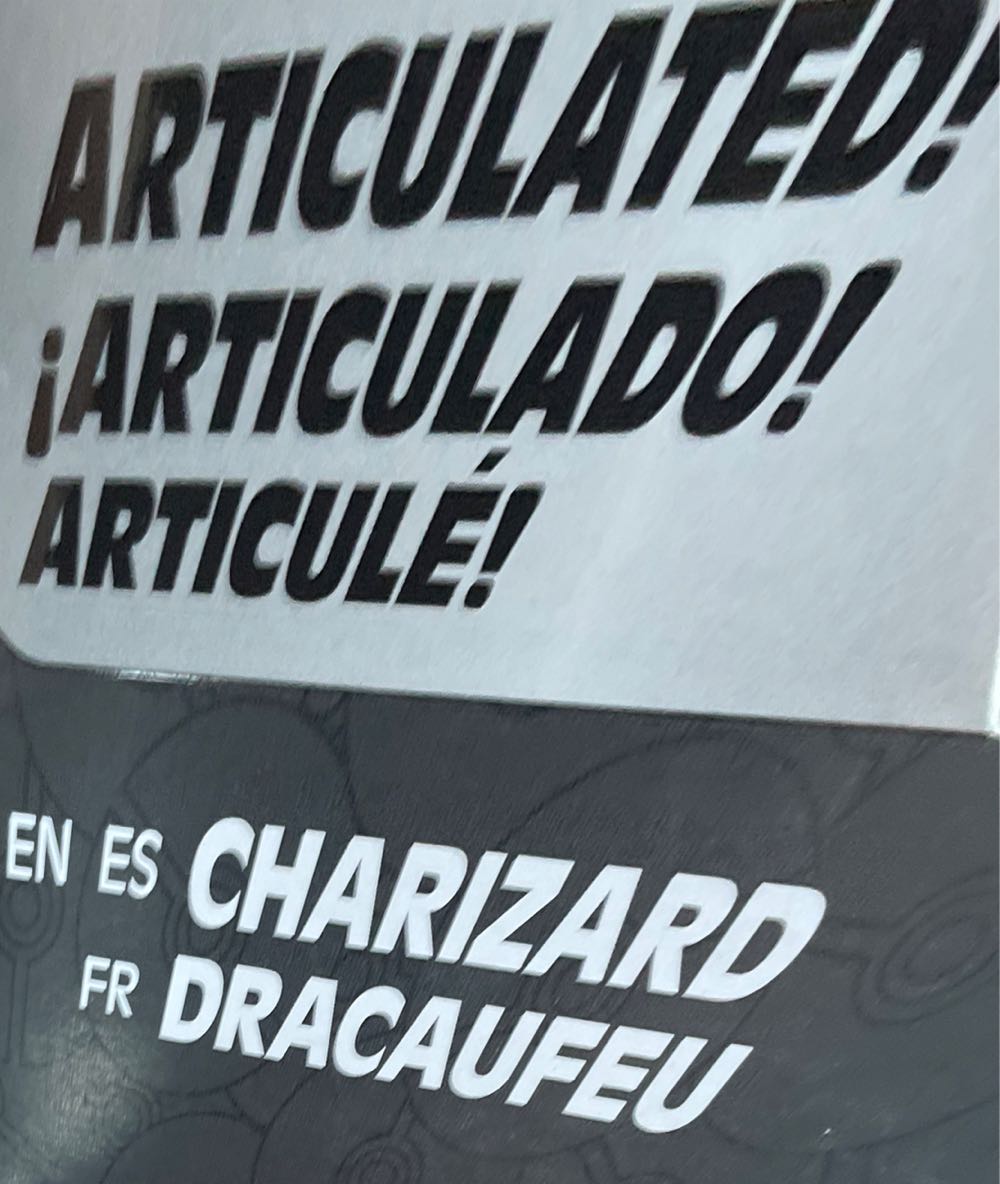 ARTICULATED!
¡ARTICULADO!
ARTICULÉ!
EN ES CHARIZARD
FR DRACAUFEU